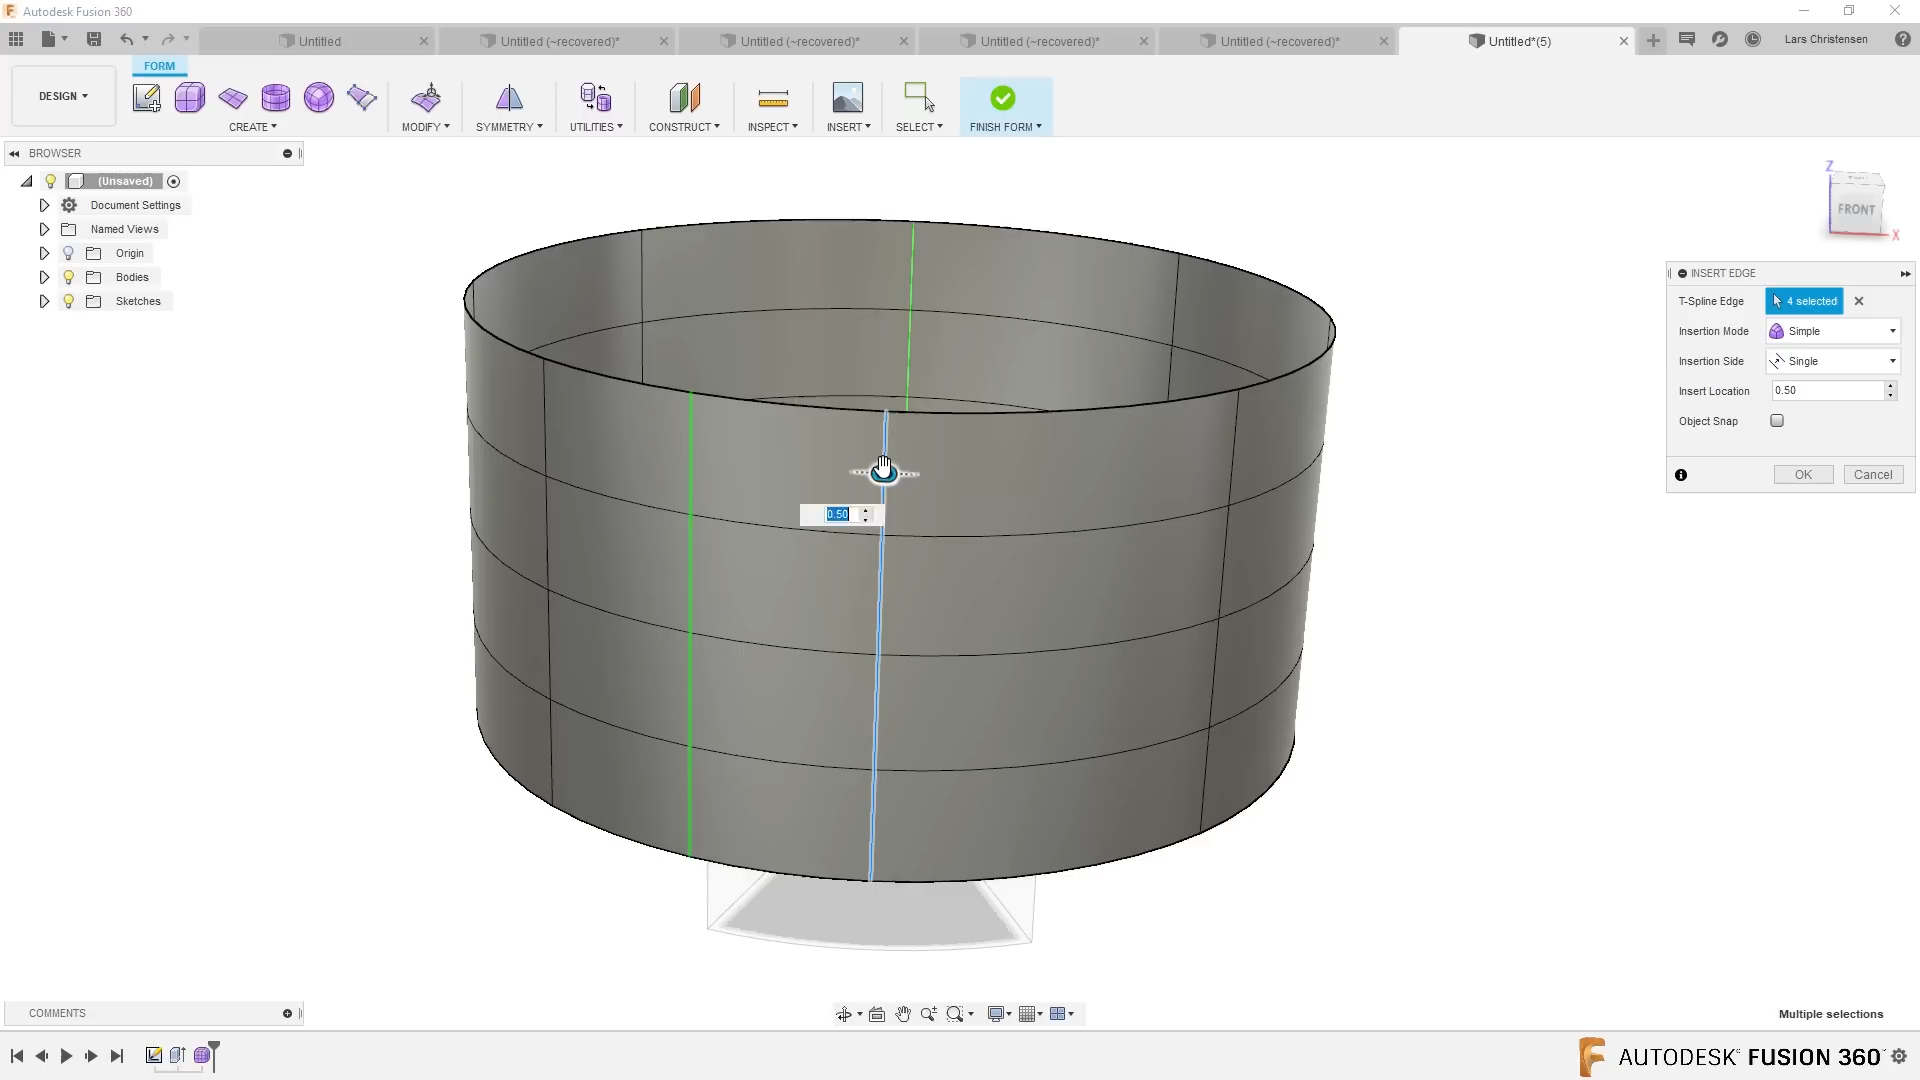 Autodesk Fusion 360
Untitled
Untitled (~recovered)*
Untitled (~recovered)*
Untitled (~recovered)*
Untitled (~recovered)*
Untitled*(5)
Lars Christensen
FORM
DESIGN
CREATE
MODIFY
SYMMETRY
UTILITIES
CONSTRUCT
INSPECT
INSERT
SELECT
FINISH FORM
BROWSER
(Unsaved)
Document Settings
Named Views
Origin
Bodies
Sketches
Z
FRONT
X
INSERT EDGE
T-Spline Edge
4 selected
Insertion Mode
Simple
Insertion Side
Single
Insert Location
0.50
Object Snap
OK
Cancel
0.50
COMMENTS
Multiple selections
AUTODESK FUSION 360